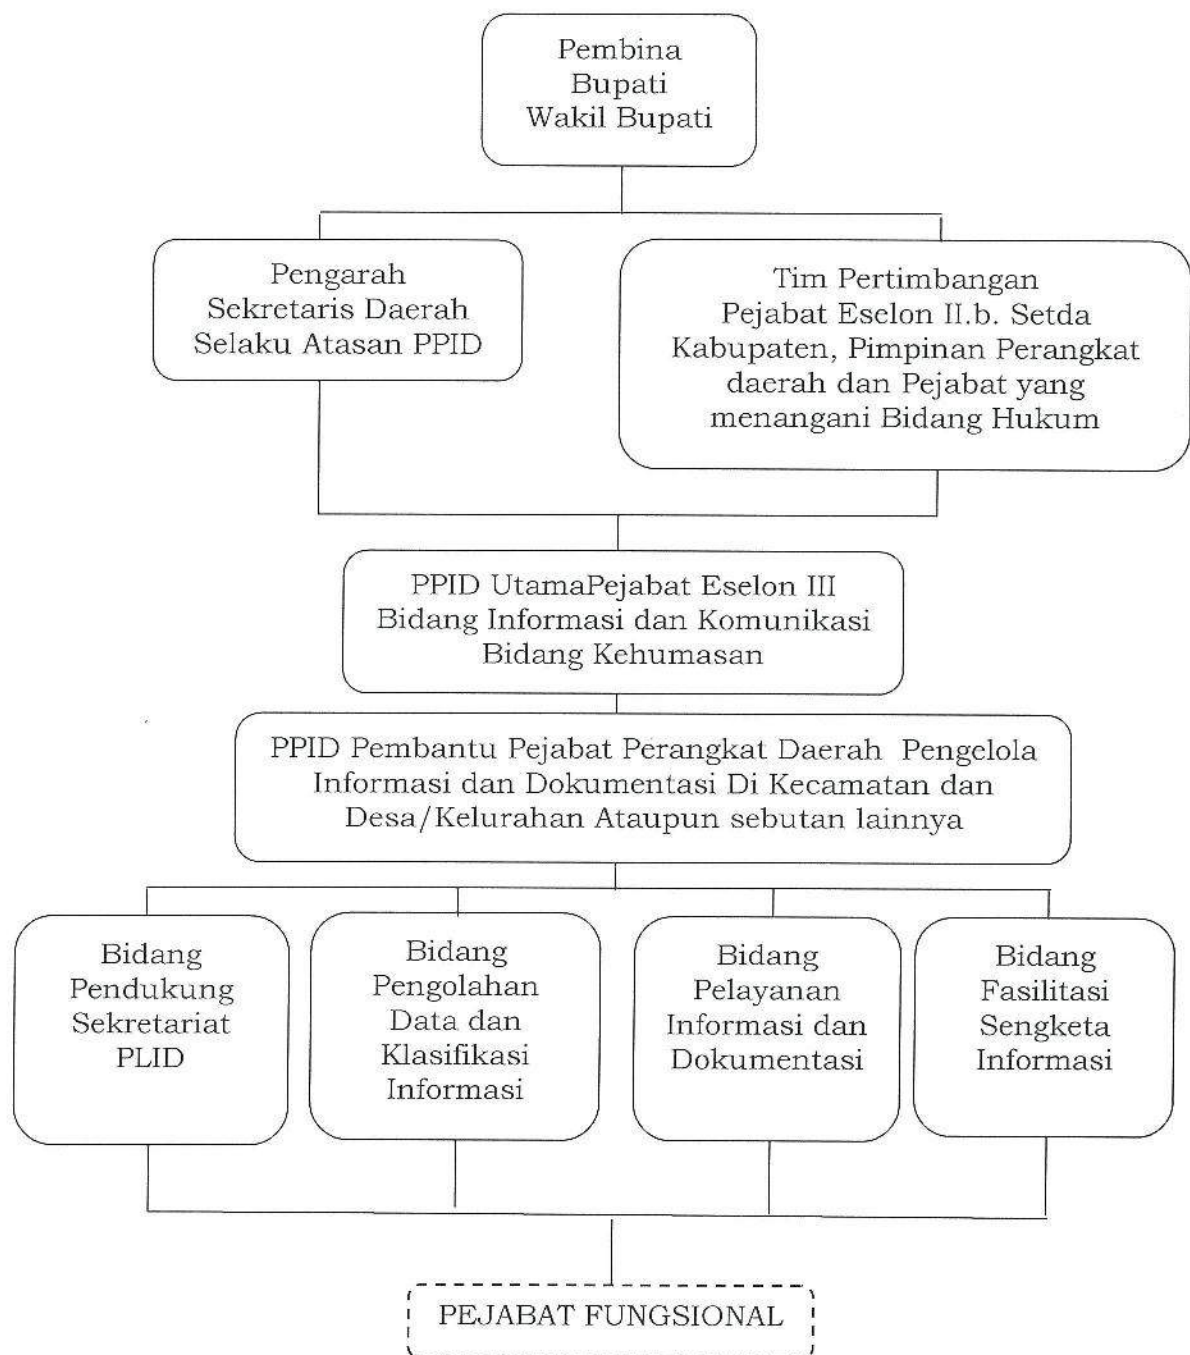 Pembina
Bupati
Wakil Bupati
Pengarah
Sekretaris Daerah
Selaku Atasan PPID
Tim Pertimbangan
Pejabat Eselon II.b. Setda
Kabupaten, Pimpinan Perangkat
daerah dan Pejabat yang
menangani Bidang Hukum
PPID UtamaPejabat Eselon III
Bidang Informasi dan Komunikasi
Bidang Kehumasan
PPID Pembantu Pejabat Perangkat Daerah Pengelola
Informasi dan Dokumentasi Di Kecamatan dan
Desa/Kelurahan Ataupun sebutan lainnya
Bidang
Pendukung
Sekretariat
PLID
Bidang
Pengolahan
Data dan
Klasifikasi
Informasi
Bidang
Pelayanan
Informasi dan
Dokumentasi
Bidang
Fasilitasi
Sengketa
Informasi
PEJABAT FUNGSIONAL